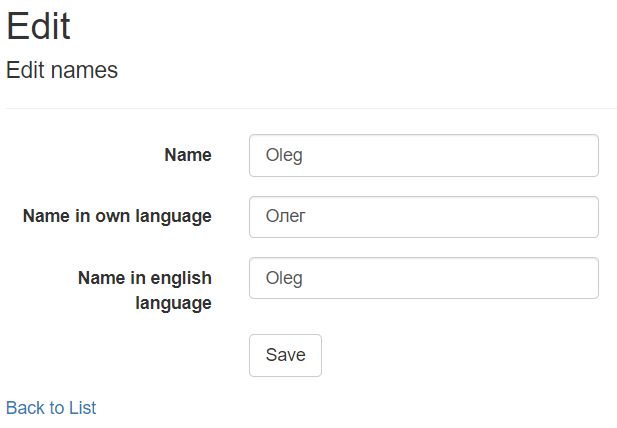 Edit
Edit names
Name
Oleg
Name in own language
Олег
Name in english
language
Oleg
Save
Back to List